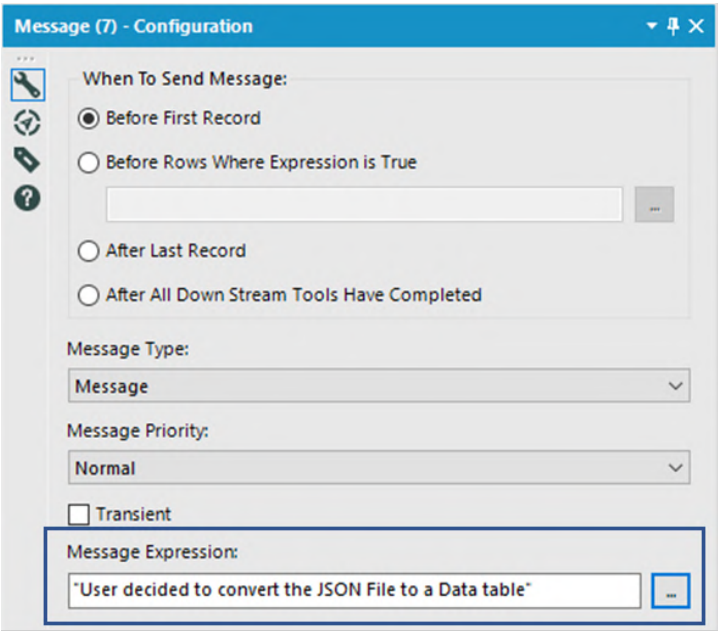 Message (7) - Configuration
When To Send Message:
Before First Record
Before Rows Where Expression is True
...
After Last Record
After All Down Stream Tools Have Completed
Message Type:
Message
Message Priority:
Normal
Transient
Message Expression:
"User decided to convert the JSON File to a Data table"
...